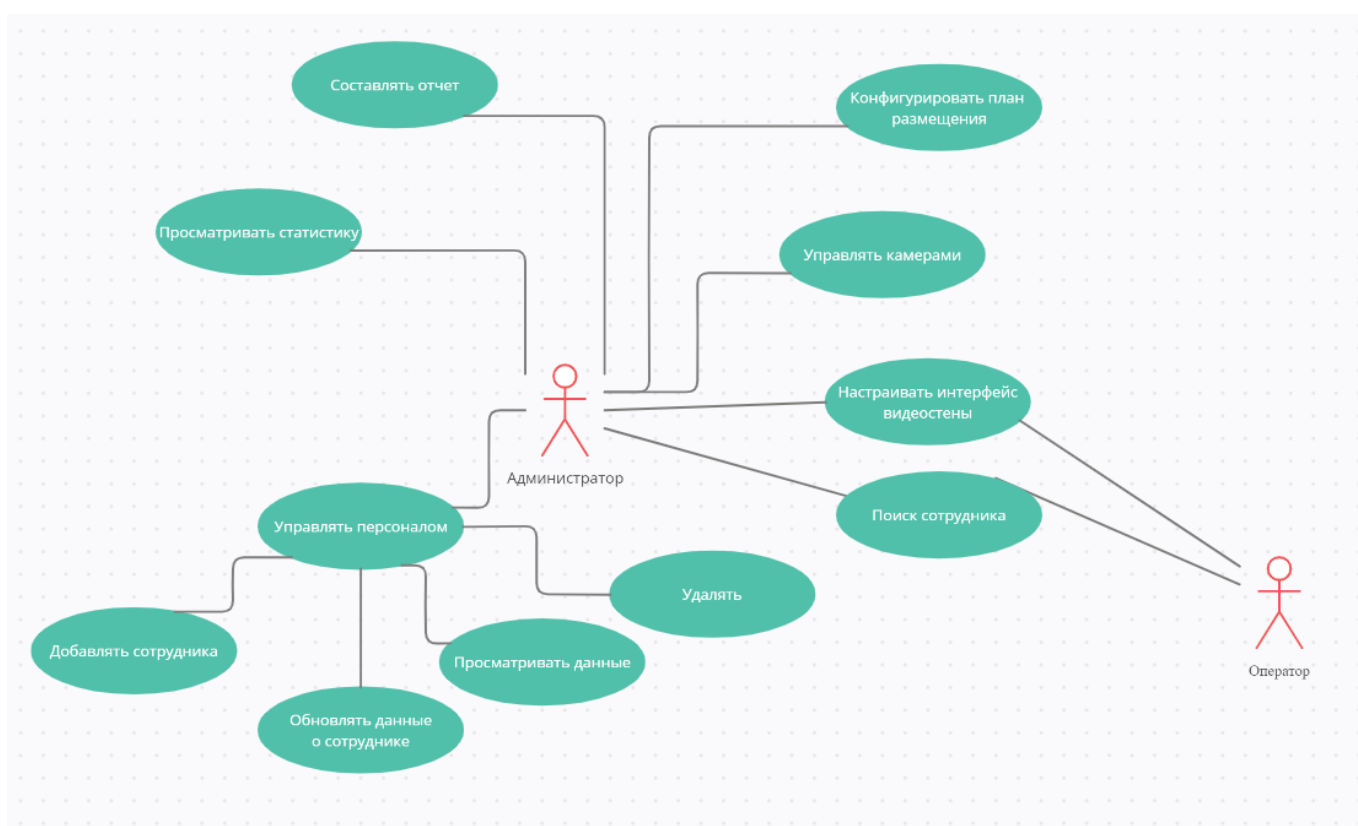 Составлять отчет
Конфигурировать план
размещения
Просматривать статистику
Управлять камерами
Настраивать интерфейс
видеостены
Администратор
Поиск сотрудника
Управлять персоналом
Удалять
Добавлять сотрудника
Просматривать данные
Оператор
Обновлять данные
о сотруднике